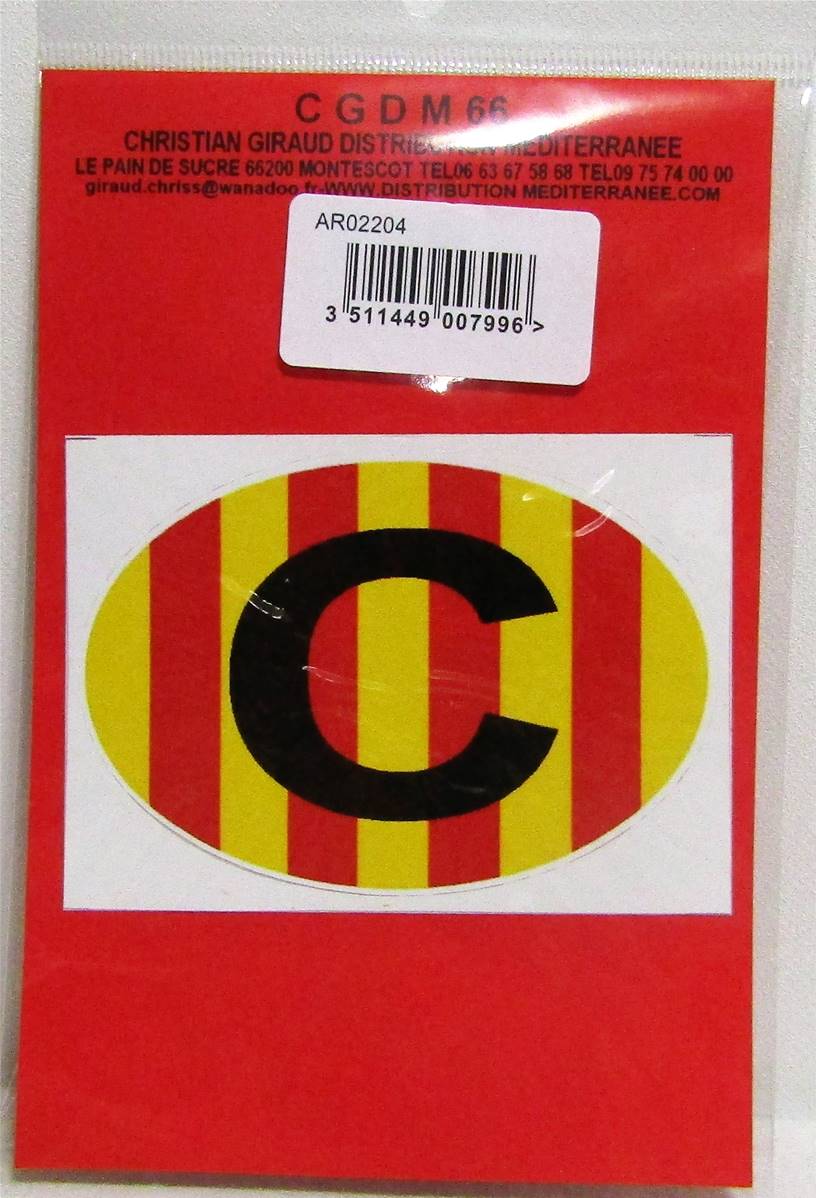 C G D M 66
CHRISTIAN GIRAUD DISTRIBUTION MEDITERRANEE
LE PAIN DE SUCRE 66200 MONTESCOT TEL06 63 67 58 68 TEL09 75 74 00 00
giraud.chriss@wanadoo.fr-WWW.DISTRIBUTION MEDITERRANEE.COM
AR02204
3 511449 007996 >
C